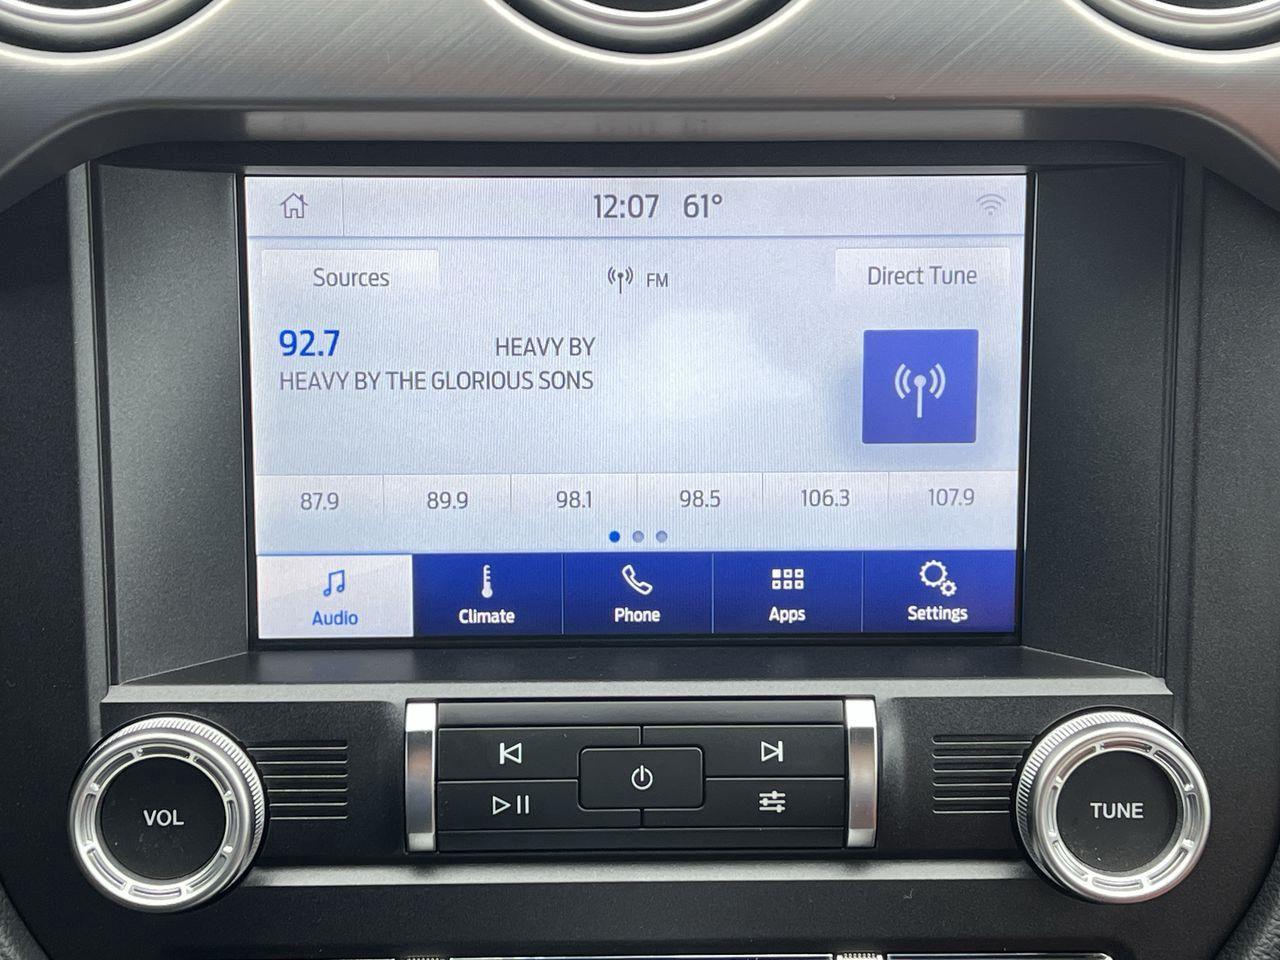 12:07 61°
Sources
FM
Direct Tune
92.7
HEAVY BY
HEAVY BY THE GLORIOUS SONS
87.9 89.9 98.1 98.5 106.3 107.9
Audio Climate Phone Apps Settings
VOL
TUNE